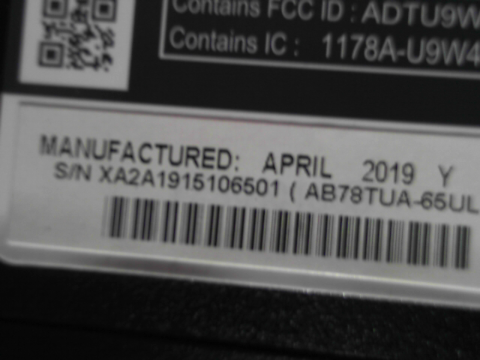 Contains FCC ID : ADTU9W
Contains IC : 1178A-U9W4
MANUFACTURED: APRIL 2019 Y
S/N XA2A1915106501 ( AB78TUA-65UL